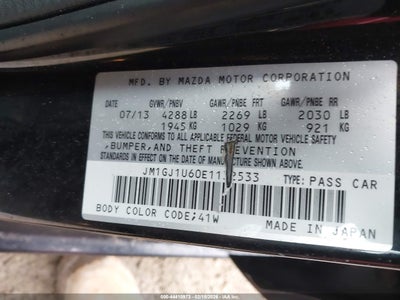 MFD. BY MAZDA MOTOR CORPORATION
07/13 GVWR/PNBV GAWR/PNBE FRT GAWR/PNBE RR
4288 LB 2269 LB 2030 LB
1945 KG 1029 KG 921 KG
THIS VEHICLE CONFORMS TO ALL APPLICABLE FEDERAL MOTOR VEHICLE SAFETY
,BUMPER,AND THEFT PREVENTION
STANDARDS IN EFFECT ON THE DATE OF MANUFACTURE SHOWN ABOVE.
TYPE: PASS CAR
BODY COLOR CODE;41W
MADE IN JAPAN